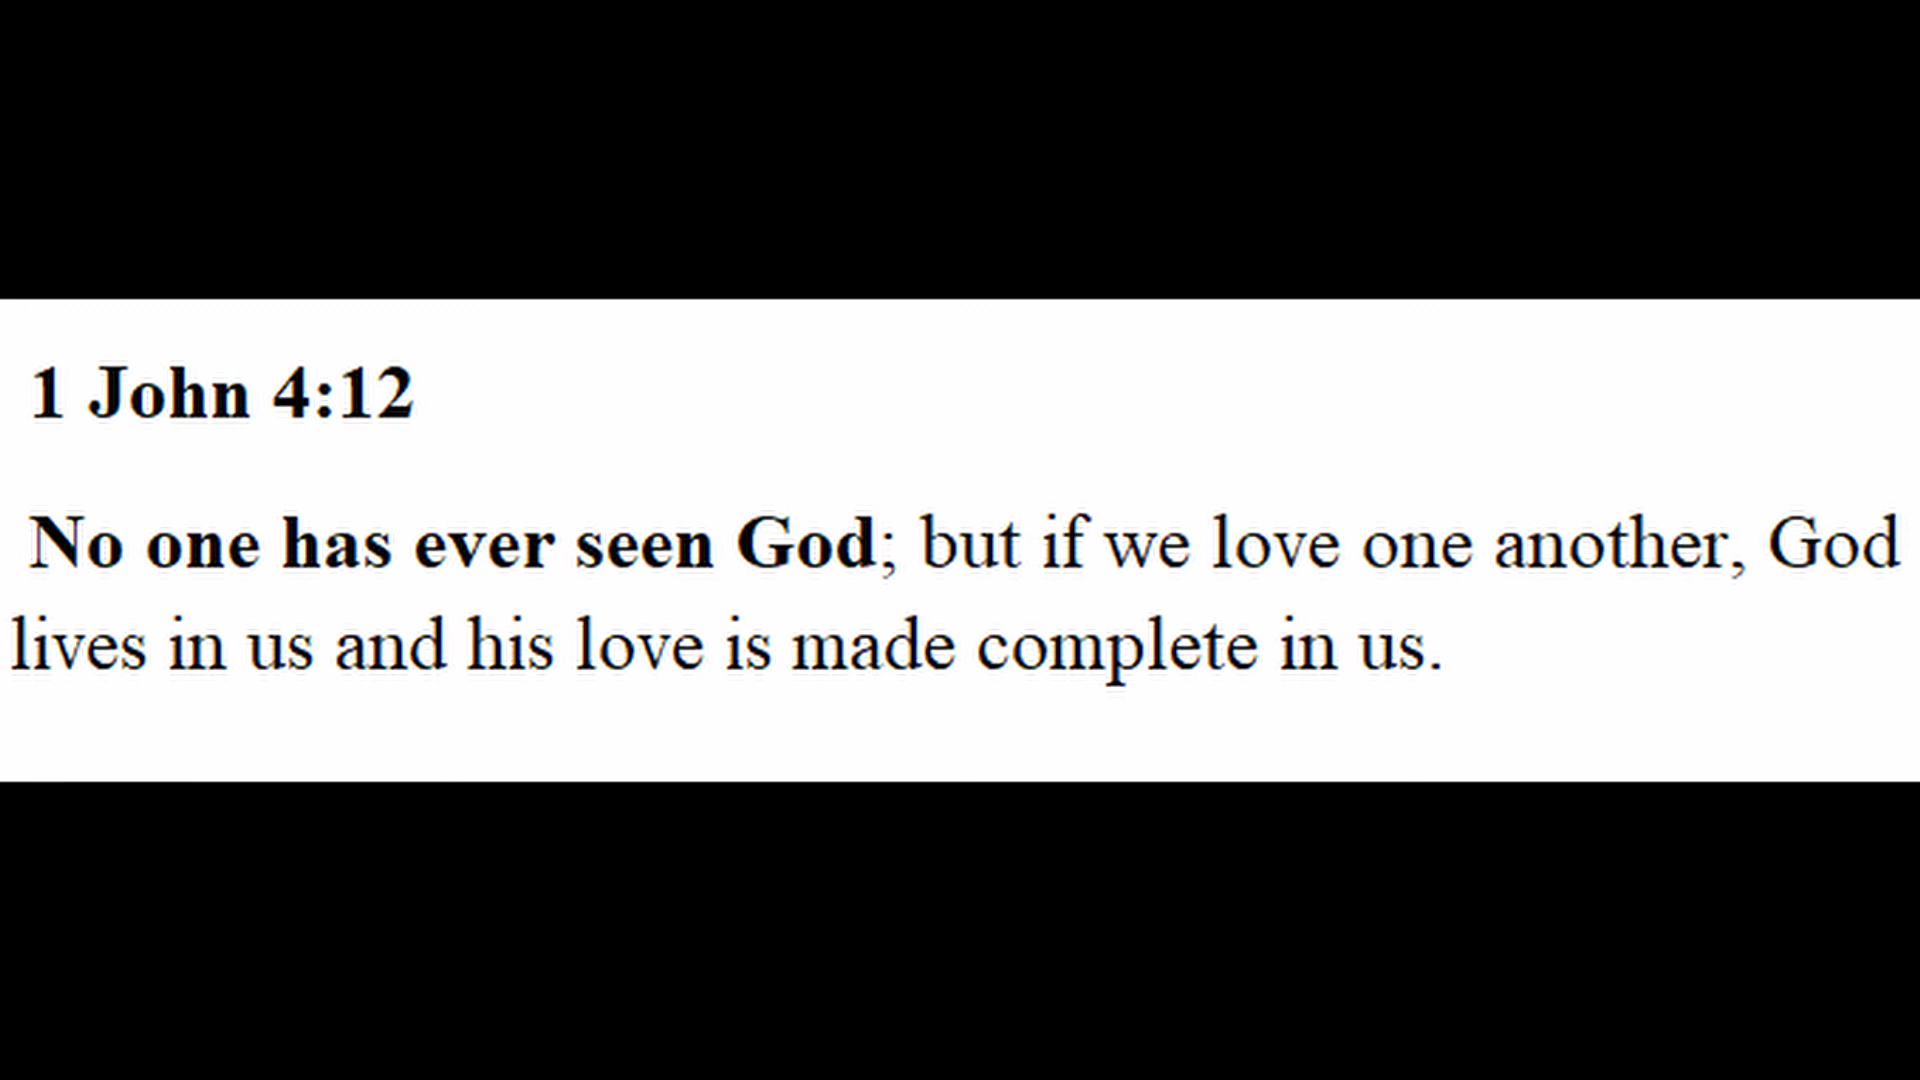 1 John 4:12
No one has ever seen God; but if we love one another, God
lives in us and his love is made complete in us.